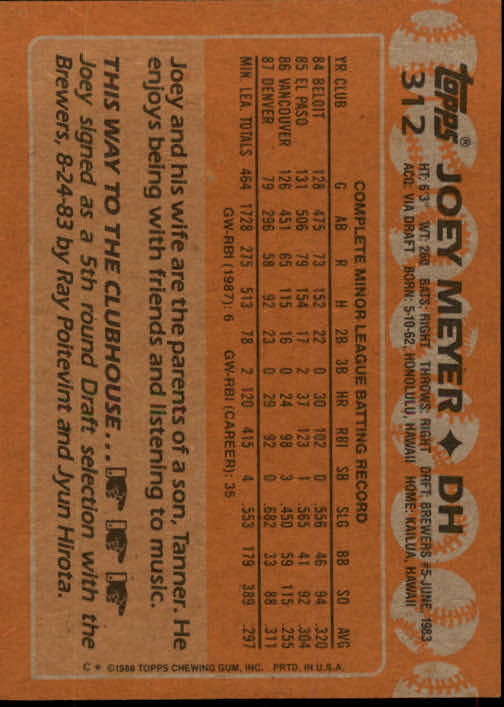 Topps® JOEY MEYER ✦ DH
312 HT: 6'3" WT: 260 BATS: RIGHT THROWS: RIGHT DRFT: BREWERS #5-JUNE, 1983
ACQ: VIA DRAFT BORN: 5-10-62, HONOLULU, HAWAII HOME: KAILUA, HAWAII
COMPLETE MINOR LEAGUE BATTING RECORD
YR CLUB G AB R H 2B 3B HR RBI SB SLG BB SO AVG
84 BELOIT 128 475 73 152 22 0 30 102 0 .556 46 94 .320
85 EL PASO 131 506 79 154 17 2 37 123 1 .565 41 92 .304
86 VANCOUVER 126 451 65 115 16 0 24 98 3 .450 59 115 .255
87 DENVER 79 296 58 92 23 0 29 92 0 .682 33 88 .311
MIN. LEA. TOTALS 464 1728 275 513 78 2 120 415 4 .553 179 389 .297
GW-RBI (1987): 6 GW-RBI (CAREER): 35
Joey and his wife are the parents of a son, Tanner. He
enjoys being with friends and listening to music.
THIS WAY TO THE CLUBHOUSE...
Joey signed as a 5th round Draft selection with the
Brewers, 8-24-83 by Ray Poitevint and Jyun Hirota.
C * ©1988 TOPPS CHEWING GUM, INC. PRTD. IN U.S.A.